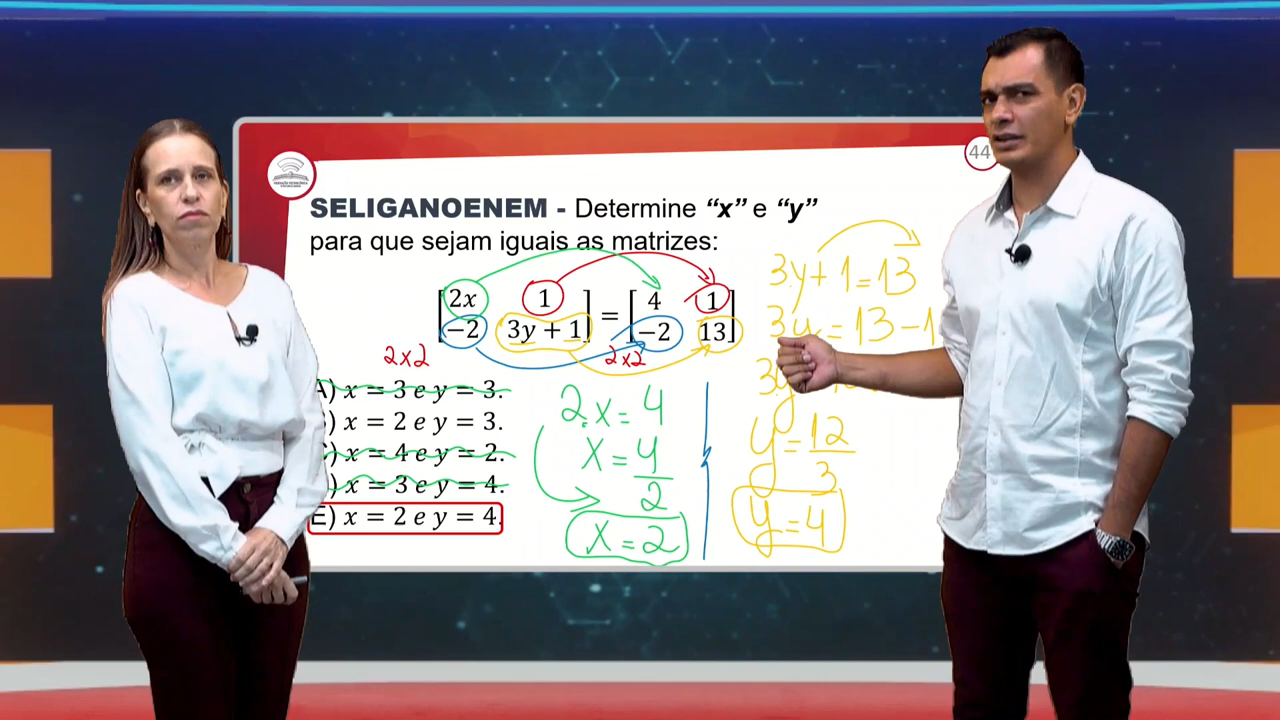 44
SELIGANOENEM - Determine “x” e “y”
para que sejam iguais as matrizes:
[2x 1] = [4 1]
[−2 3y + 1] [−2 13]
2x2 2x2
A) x = 3 e y = 3.
) x = 2 e y = 3.
) x = 4 e y = 2.
) x = 3 e y = 4.
E) x = 2 e y = 4.
2.x=4
x=4/2
x=2
3y+1=13
3y=13-1
3y
y=12/3
y=4